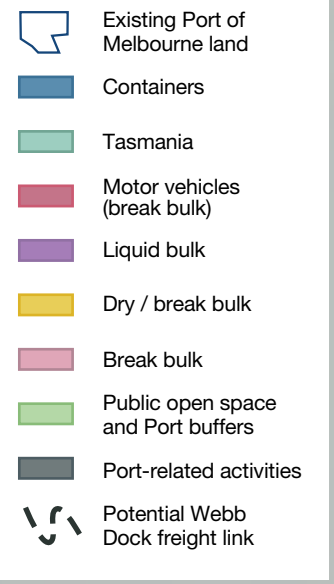 Existing Port of
Melbourne land
Containers
Tasmania
Motor vehicles
(break bulk)
Liquid bulk
Dry / break bulk
Break bulk
Public open space
and Port buffers
Port-related activities
Potential Webb
Dock freight link